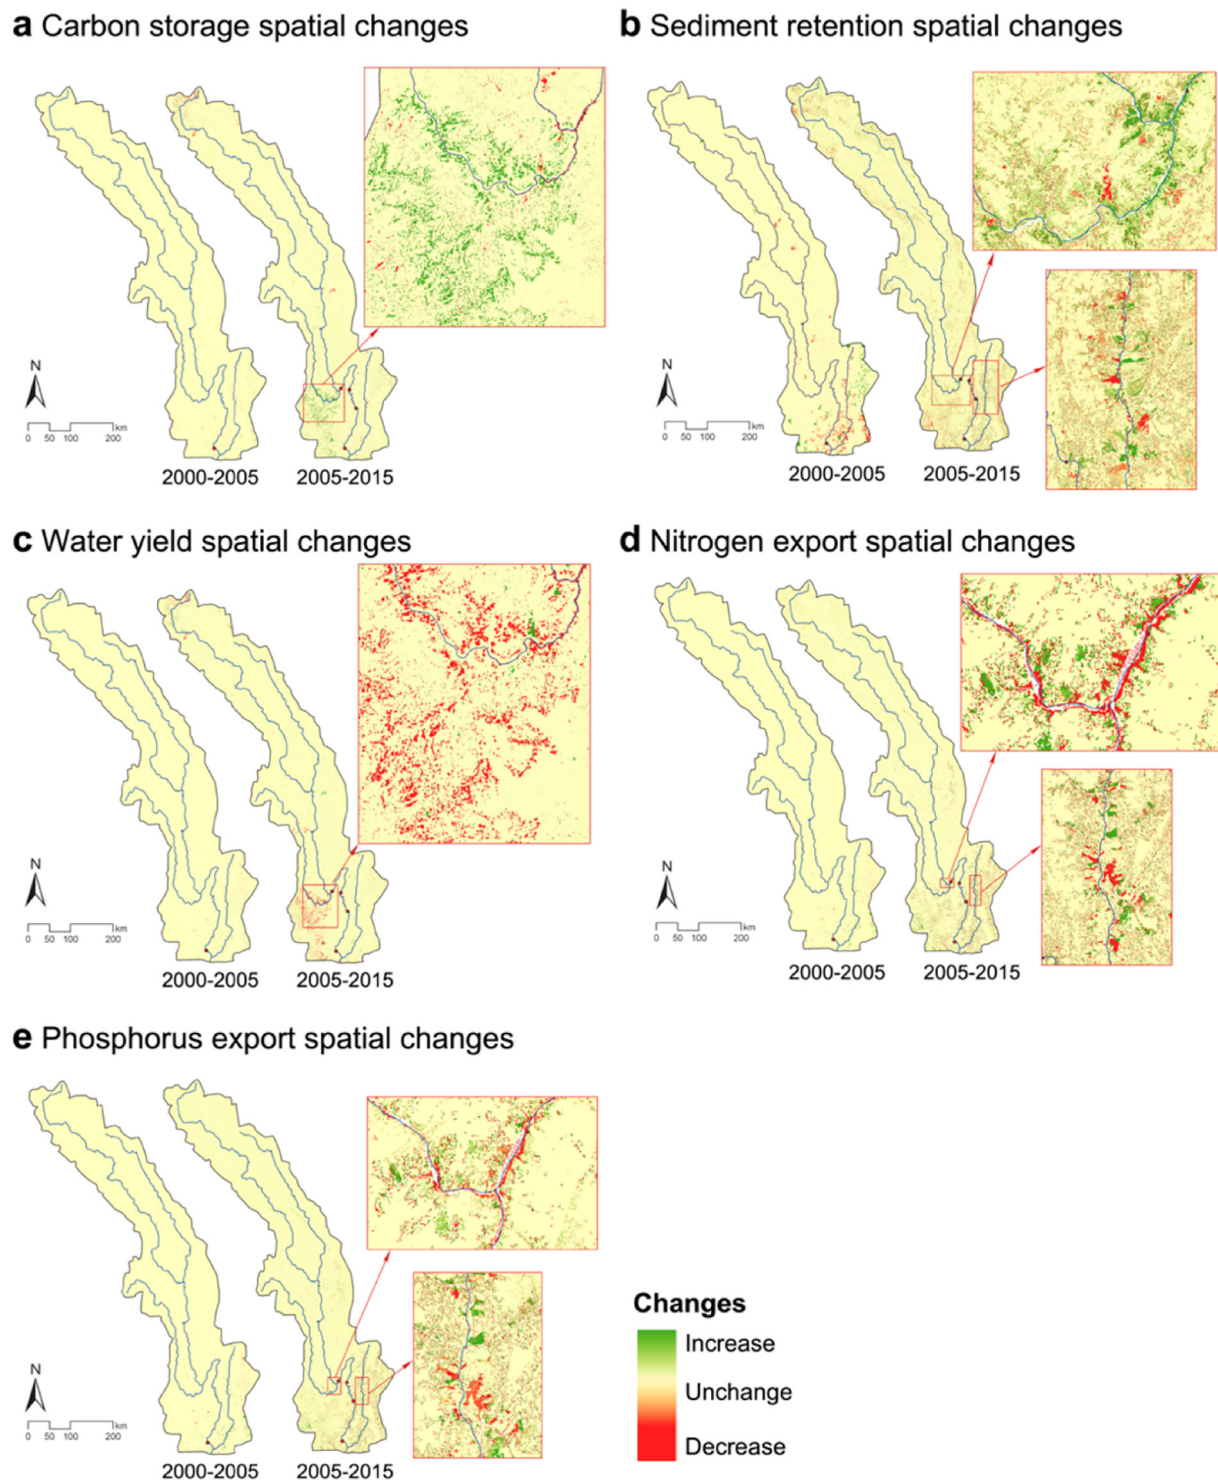 a Carbon storage spatial changes
N
0 50 100 200 km
2000-2005
2005-2015
b Sediment retention spatial changes
N
0 50 100 200 km
2000-2005
2005-2015
c Water yield spatial changes
N
0 50 100 200 km
2000-2005
2005-2015
d Nitrogen export spatial changes
N
0 50 100 200 km
2000-2005
2005-2015
e Phosphorus export spatial changes
N
0 50 100 200 km
2000-2005
2005-2015
Changes
Increase
Unchange
Decrease